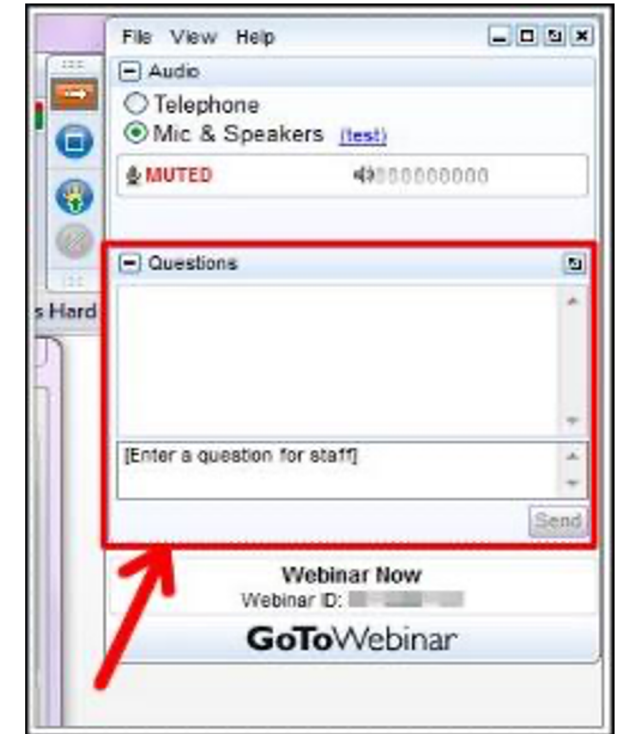 File View Help
Audio
Telephone
Mic & Speakers (test)
MUTED
Questions
s Hard
[Enter a question for staff]
Send
Webinar Now
Webinar ID:
GoToWebinar